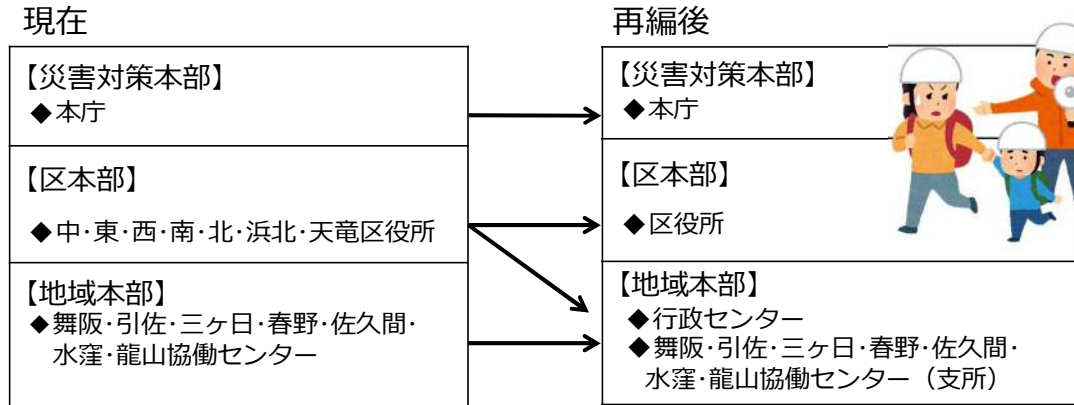 現在
【災害対策本部】
◆本庁
【区本部】
◆中・東・西・南・北・浜北・天竜区役所
【地域本部】
◆舞阪・引佐・三ヶ日・春野・佐久間・
水窪・龍山協働センター
再編後
【災害対策本部】
◆本庁
【区本部】
◆区役所
【地域本部】
◆行政センター
◆舞阪・引佐・三ヶ日・春野・佐久間・
水窪・龍山協働センター（支所）